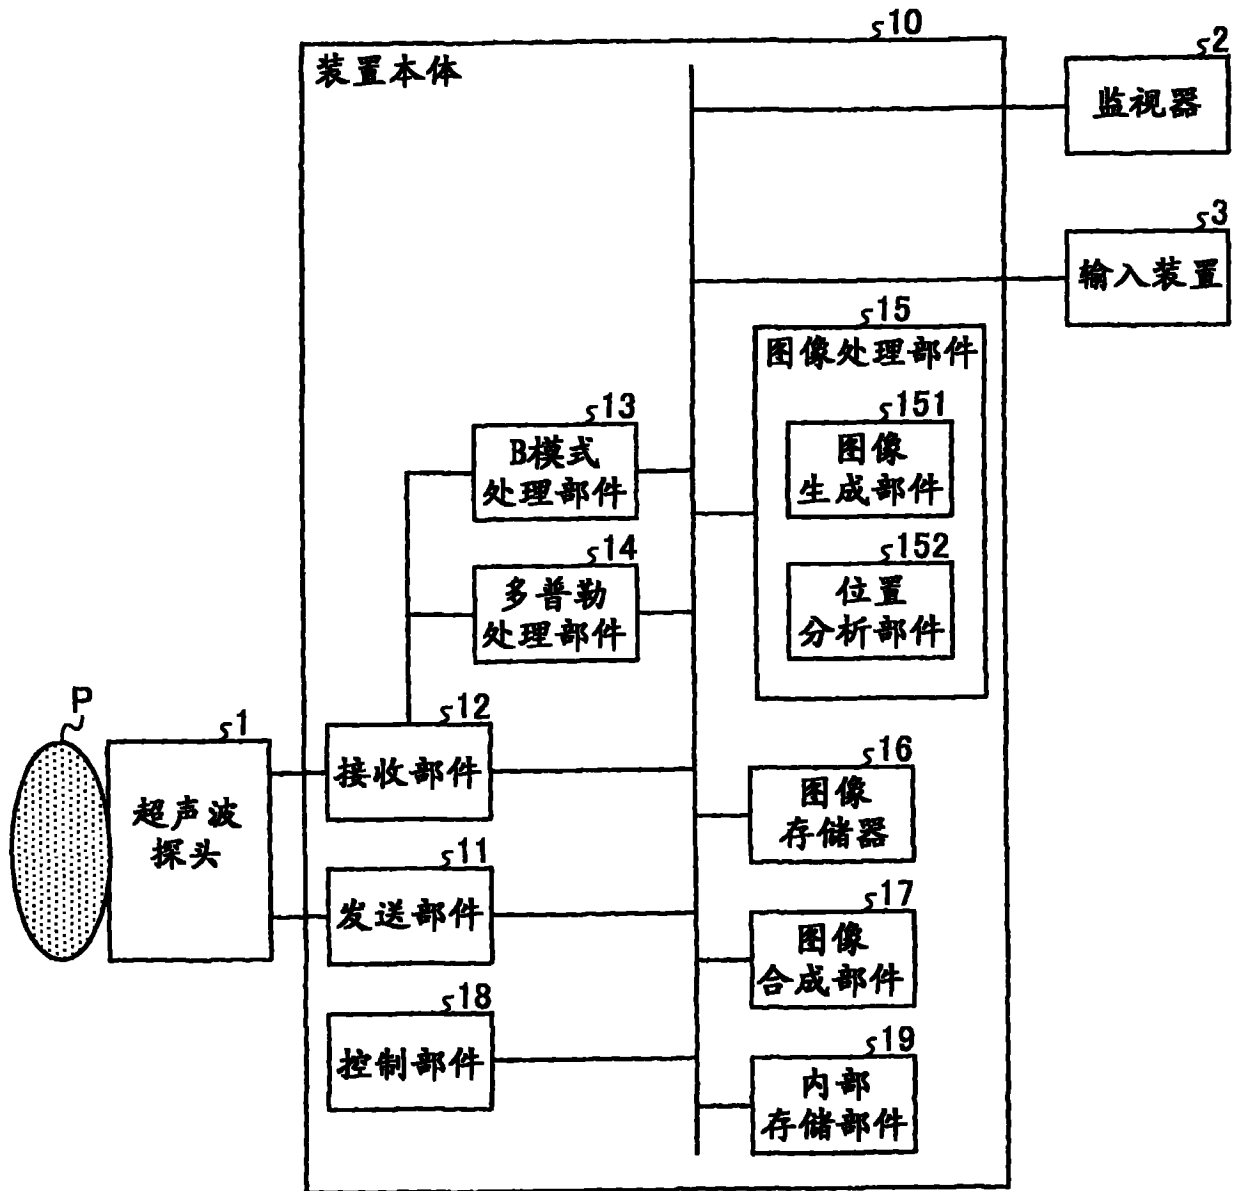 10
装置本体
2
监视器
3
输入装置
15
图像处理部件
151
图像
生成部件
152
位置
分析部件
13
B模式
处理部件
14
多普勒
处理部件
P
1
超声波
探头
12
接收部件
11
发送部件
18
控制部件
16
图像
存储器
17
图像
合成部件
19
内部
存储部件